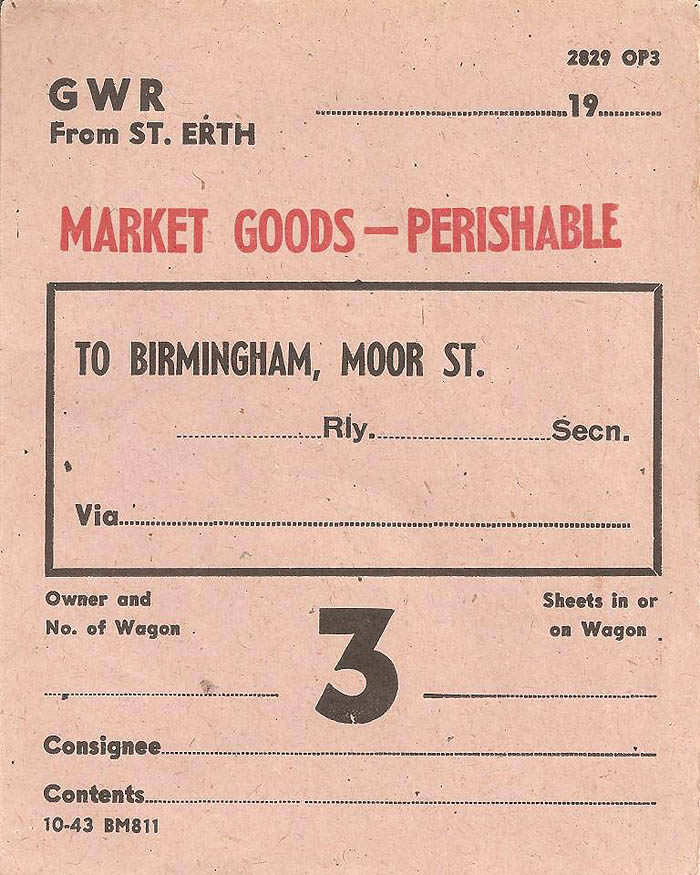 2829 OP3
GWR
..........19..........
From ST. ERTH
MARKET GOODS — PERISHABLE
TO BIRMINGHAM, MOOR ST.
..........Rly...........Secn.
Via..........
Owner and
No. of Wagon
3
Sheets in or
on Wagon
Consignee..........
Contents..........
10-43 BM811